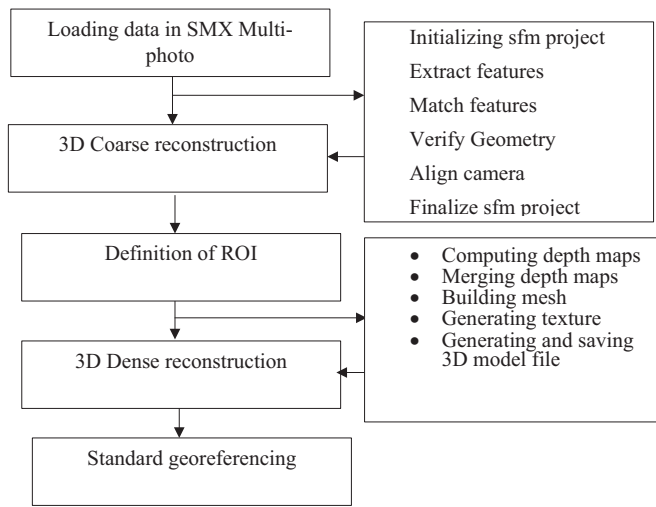 Loading data in SMX Multi-
photo
Initializing sfm project
Extract features
Match features
Verify Geometry
Align camera
Finalize sfm project
3D Coarse reconstruction
Definition of ROI
• Computing depth maps
• Merging depth maps
• Building mesh
• Generating texture
• Generating and saving
3D model file
3D Dense reconstruction
Standard georeferencing